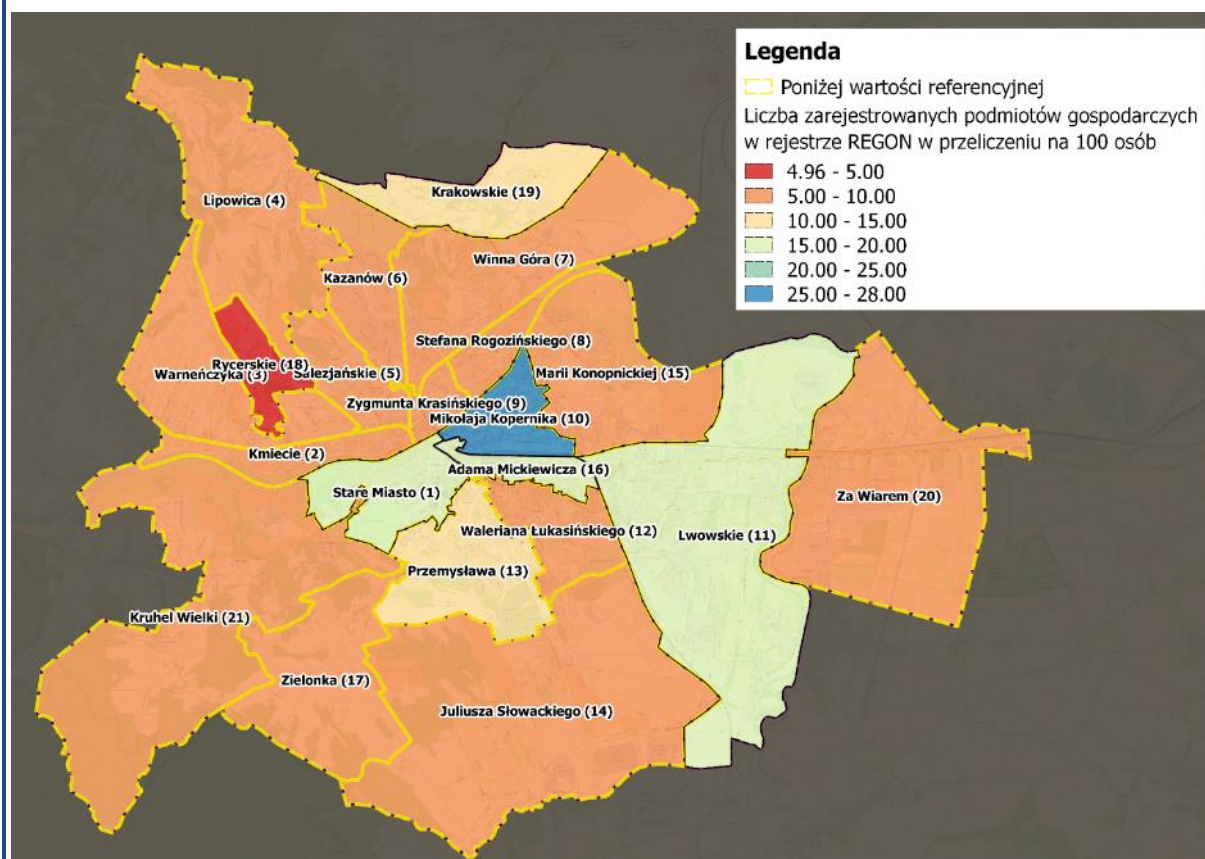 Legenda
Poniżej wartości referencyjnej
Liczba zarejestrowanych podmiotów gospodarczych
w rejestrze REGON w przeliczeniu na 100 osób
4.96 - 5.00
5.00 - 10.00
10.00 - 15.00
15.00 - 20.00
20.00 - 25.00
25.00 - 28.00
Krakowskie (19)
Lipowica (4)
Winna Góra (7)
Kazanów (6)
Stefana Rogozińskiego (8)
Rycerskie (18)
Warneńczyka (3)
Salezjańskie (5)
Marii Konopnickiej (15)
Zygmunta Krasińskiego (9)
Mikołaja Kopernika (10)
Kmiecie (2)
Adama Mickiewicza (16)
Stare Miasto (1)
Za Wiarem (20)
Waleriana Łukasińskiego (12)
Lwowskie (11)
Przemysława (13)
Kruhel Wielki (21)
Zielonka (17)
Juliusza Słowackiego (14)